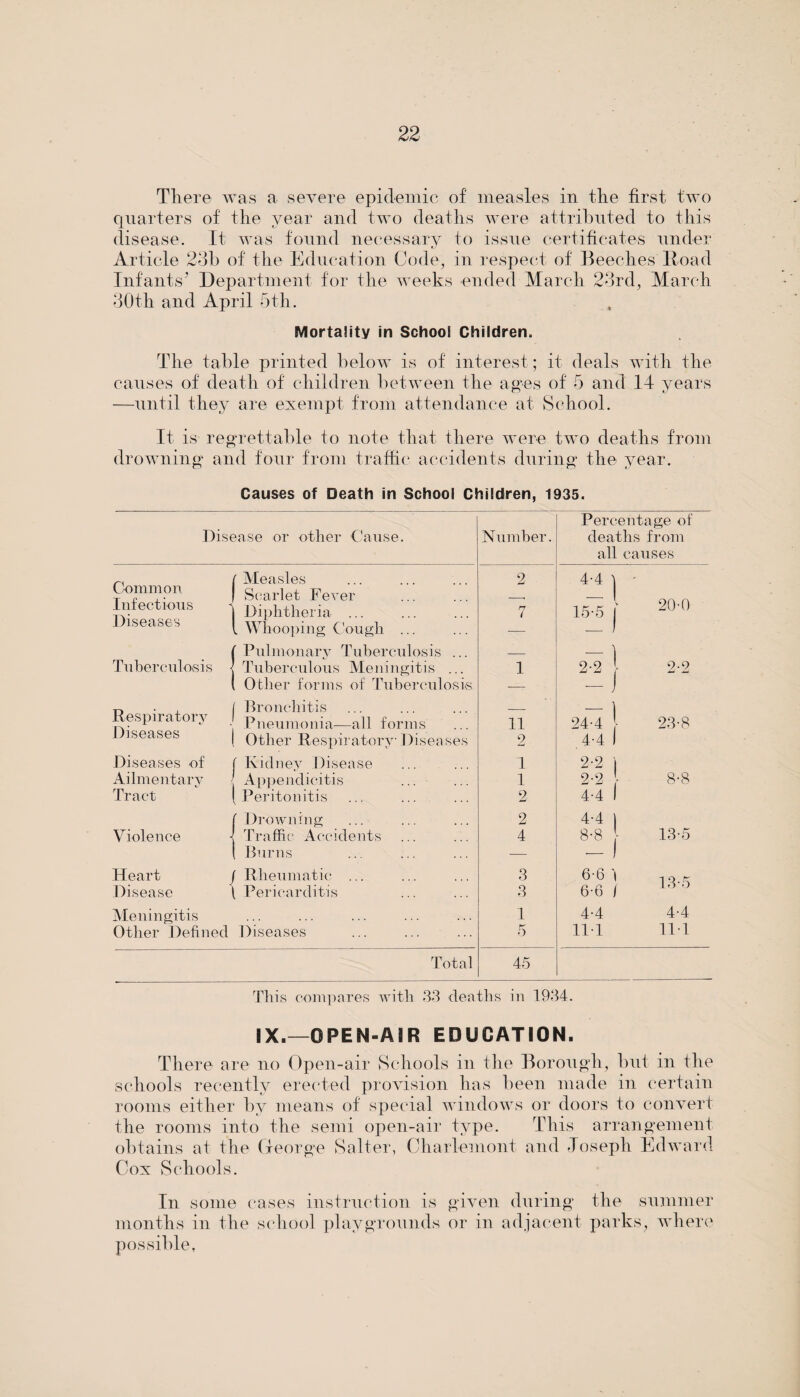 22
There was a severe epidemic of measles in the first two
quarters of the year and two deaths were attributed to this
disease. It was found necessary to issue certificates under
Article 23b of the Education Code, in respect of Beeches Road
Infants' Department for the weeks ended March 23rd, March
30th and April 5th.
Mortality in School Children.
The table printed below is of interest; it deals with the
causes of death of children between the ages of 5 and 14 years
—until they are exempt from attendance at School.
It is regrettable to note that there were two deaths from
drowning and four from traffic accidents during the year.
Causes of Death in School Children, 1935.
Disease or other Cause. Number. Percentage of deaths from all causes
Common Infectious Diseases
Measles ... ... ... 2 4·4
Scarlet Fever ... ... — —
Diphtheria ... ... ... 7 15·5 20·0
Whooping Cough ... ... — —
Pulmonary Tuberculosis ... — —
Tuberculosis Tuberculous Meningitis ... 1 2·2 2·2
Other forms of Tuberculosis — —
Respiratory Diseases
Bronchitis ... ... ... — —
Pneumonia—all forms ... 11 24·4 23·8
Other Respiratory Diseases 2 4·4
Diseases of Kidney Disease ... ... 1 2·2
Ailmentary Appendicitis ... ... 1 2·2 8·8
Tract Peritonitis ... ... ... 2 4·4
Drowning ... ... ... 2 4·4
Violence Traffic Accidents ... ... 4 8·8 13·5
Burns ... ... ... — —
Heart Rheumatic ... ... ... 3 6·6
Disease Pericarditis ... ... 3 6·6 13·5
Meningitis ... ... ... ... ... 1 4·4 4·4
Other Defined Diseases ... ... ... 5 11·1 11·1
Total 45
This compares with 33 deaths in 1934.
IX.—OPEN-AIR EDUCATION.
There are no Open-air Schools in the Borough, but in the
schools recently erected provision has been made in certain
rooms either by means of special windows or doors to convert
the rooms into the semi open-air type. This arrangement
obtains at the George Salter, Charlemont and Joseph Edward
Cox Schools.
In some cases instruction is given during the summer
months in the school playgrounds or in adjacent parks, where
possible.